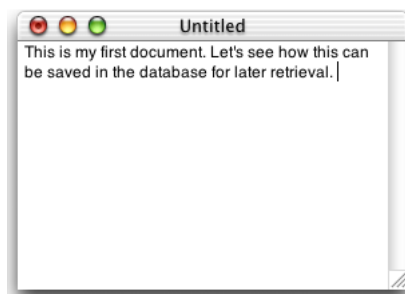 Untitled
This is my first document. Let's see how this can
be saved in the database for later retrieval.